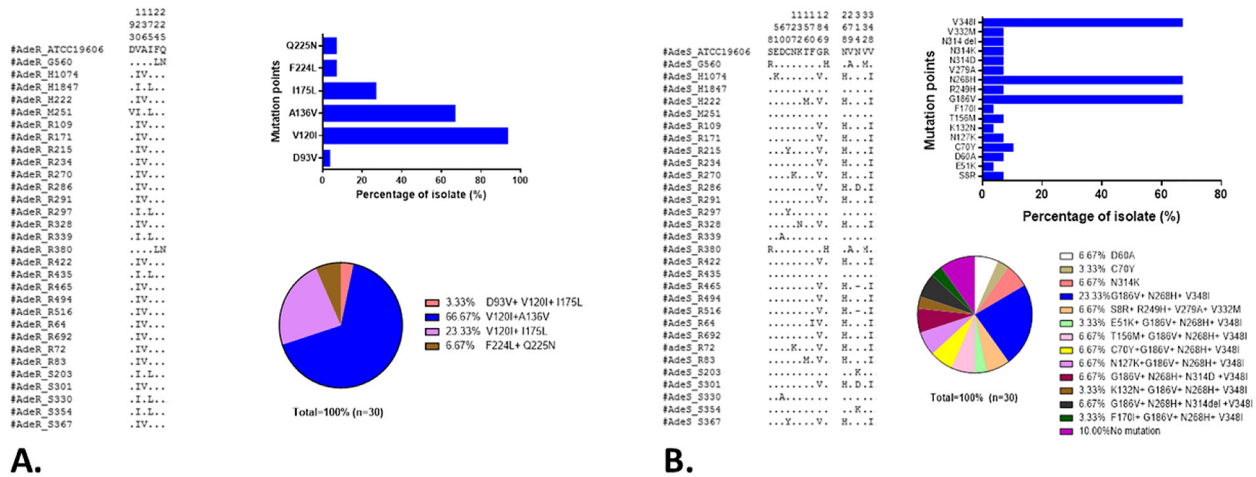 11122
923722
306545
#AdeR_ATCC19606 DVAIFQ
#AdeR_G560 ....LN
#AdeR_H1074 .IV...
#AdeR_H1847 .I.L..
#AdeR_H222 .IV...
#AdeR_M251 VI.L..
#AdeR_R109 .IV...
#AdeR_R171 .IV...
#AdeR_R215 .IV...
#AdeR_R234 .IV...
#AdeR_R270 .IV...
#AdeR_R286 .IV...
#AdeR_R291 .IV...
#AdeR_R297 .I.L..
#AdeR_R328 .IV...
#AdeR_R339 .I.L..
#AdeR_R380 ....LN
#AdeR_R422 .IV...
#AdeR_R435 .I.L..
#AdeR_R465 .IV...
#AdeR_R494 .IV...
#AdeR_R516 .IV...
#AdeR_R64 .IV...
#AdeR_R692 .IV...
#AdeR_R72 .IV...
#AdeR_R83 .IV...
#AdeR_S203 .I.L..
#AdeR_S301 .IV...
#AdeR_S330 .I.L..
#AdeR_S354 .I.L..
#AdeR_S367 .IV...
Mutation points
Q225N
F224L
I175L
A136V
V120I
D93V
0 20 40 60 80 100
Percentage of isolate (%)
3.33% D93V+ V120I+ I175L
66.67% V120I+A136V
23.33% V120I+ I175L
6.67% F224L+ Q225N
Total=100% (n=30)
A.
111112 22333
567235784 67134
8100726069 89428
#AdeS_ATCC19606 SEDCNKTFGR NVNVV
#AdeS_G560 R........H .A.M.
#AdeS_H1074 .K......V. H...I
#AdeS_H1847 .......... .....
#AdeS_H222 ......M.V. H...I
#AdeS_M251 .......... .....
#AdeS_R109 ........V. H...I
#AdeS_R171 ........V. H...I
#AdeS_R215 ...Y....V. H...I
#AdeS_R234 ........V. H...I
#AdeS_R270 ....K...V. H...I
#AdeS_R286 ........V. H.D.I
#AdeS_R291 ........V. H...I
#AdeS_R297 ...Y...... .....
#AdeS_R328 .....N..V. H...I
#AdeS_R339 ..A....... .....
#AdeS_R380 R........H .A.M.
#AdeS_R422 ........V. H...I
#AdeS_R435 .......... .....
#AdeS_R465 ........V. H.-.I
#AdeS_R494 ........V. H...I
#AdeS_R516 ........V. H.-.I
#AdeS_R64 .......IV. H...I
#AdeS_R692 ........V. H...I
#adeS_R72 ....K...V. H...I
#AdeS_R83 ......M.V. H...I
#AdeS_S203 .......... ..K..
#AdeS_S301 ........V. H.D.I
#AdeS_S330 ..A....... .....
#AdeS_S354 .......... ..K..
#AdeS_S367 ...Y....V. H...I
Mutation points
V348I
V332M
N314 del
N314K
N314D
V279A
N268H
R249H
G186V
F170I
T156M
K132N
N127K
C70Y
D60A
E51K
S8R
0 20 40 60 80
Percentage of isolate (%)
6.67% D60A
3.33% C70Y
6.67% N314K
23.33%G186V+ N268H+ V348I
6.67% S8R+ R249H+ V279A+ V332M
3.33% E51K+ G186V+ N268H+ V348I
6.67% T156M+ G186V+ N268H+ V348I
6.67% C70Y+G186V+ N268H+ V348I
6.67% N127K+G186V+ N268H+ V348I
6.67% G186V+ N268H+ N314D +V348I
3.33% K132N+ G186V+ N268H+ V348I
6.67% G186V+ N268H+ N314del +V348I
3.33% F170I+ G186V+ N268H+ V348I
10.00%No mutation
Total=100% (n=30)
B.